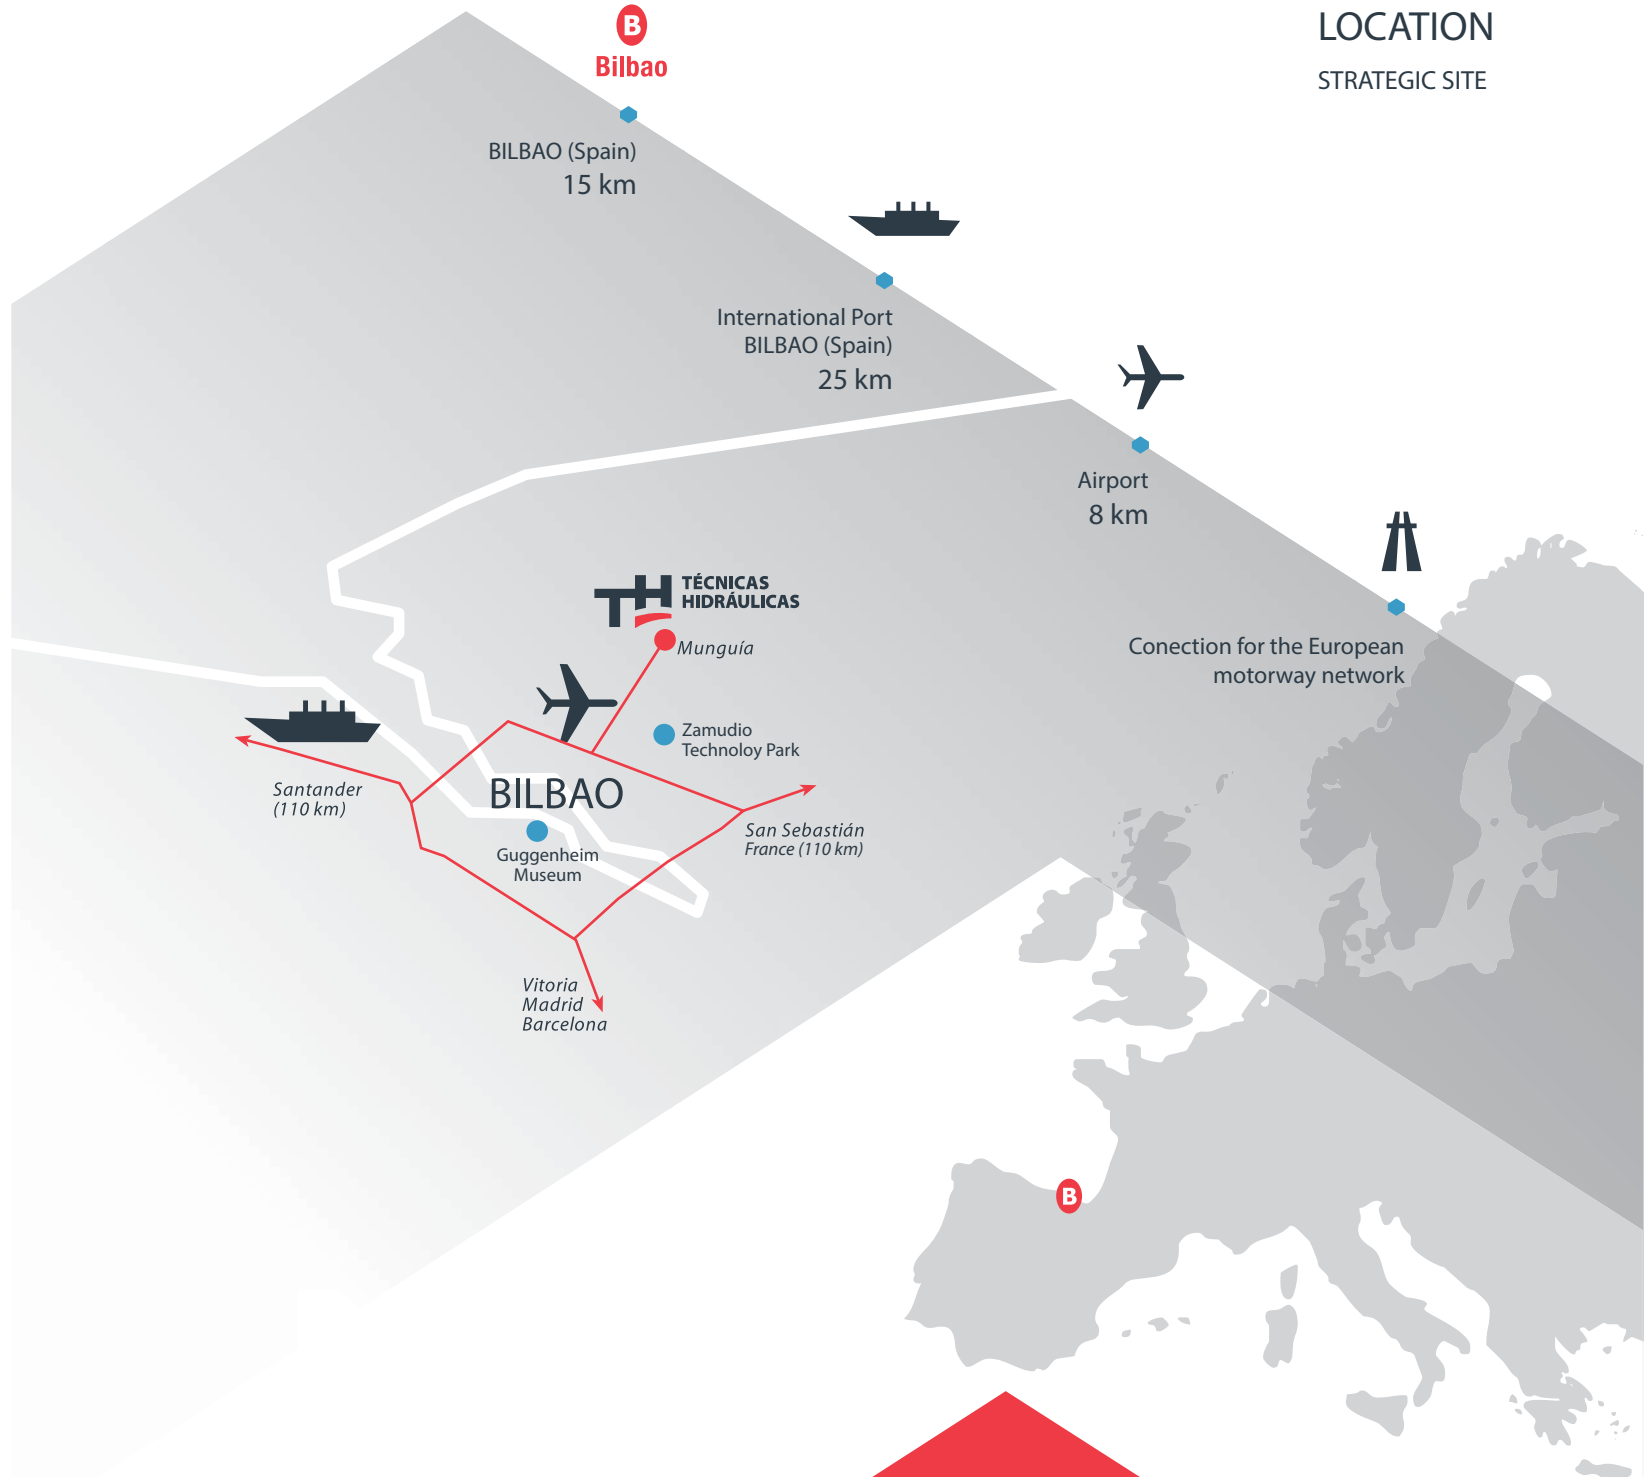 LOCATION
STRATEGIC SITE
B
Bilbao
BILBAO (Spain)
15 km
International Port
BILBAO (Spain)
25 km
Airport
8 km
Conection for the European
motorway network
TH TÉCNICAS
HIDRÁULICAS
Munguía
Zamudio
Technoloy Park
BILBAO
Guggenheim
Museum
Santander
(110 km)
San Sebastián
France (110 km)
Vitoria
Madrid
Barcelona
B